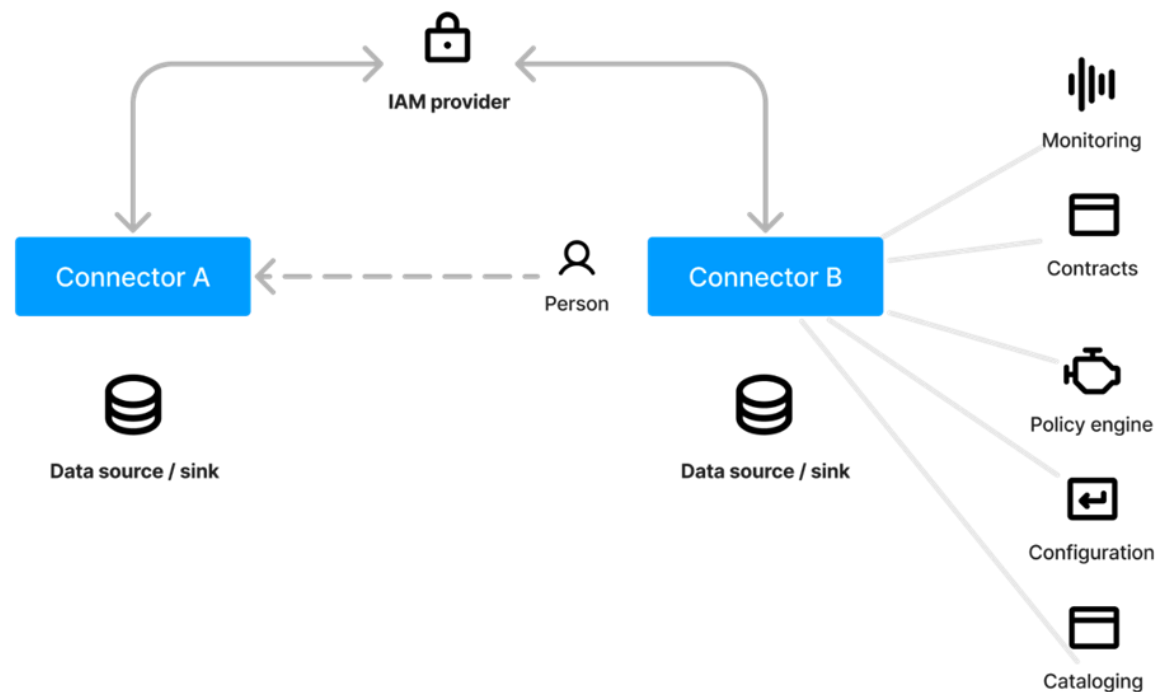 IAM provider
Monitoring
Contracts
Connector A
Person
Connector B
Policy engine
Data source / sink
Data source / sink
Configuration
Cataloging